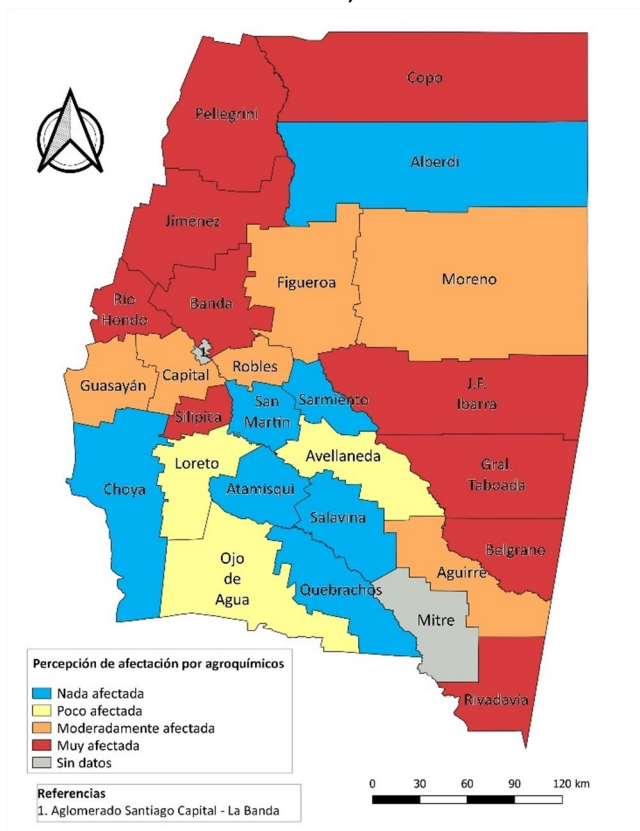 Copo
Pellegrini
Alberdi
Jiménez
Figueroa
Moreno
Río
Hondo
Banda
1
Capital
Robles
Guasayán
Silípica
San
Martín
Sarmiento
J.F.
Ibarra
Loreto
Avellaneda
Gral.
Taboada
Choya
Atamisqui
Salavina
Belgrano
Ojo
de
Agua
Quebrachos
Aguirre
Mitre
Rivadavia
Percepción de afectación por agroquímicos
Nada afectada
Poco afectada
Moderadamente afectada
Muy afectada
Sin datos
Referencias
1. Aglomerado Santiago Capital - La Banda
0 30 60 90 120 km